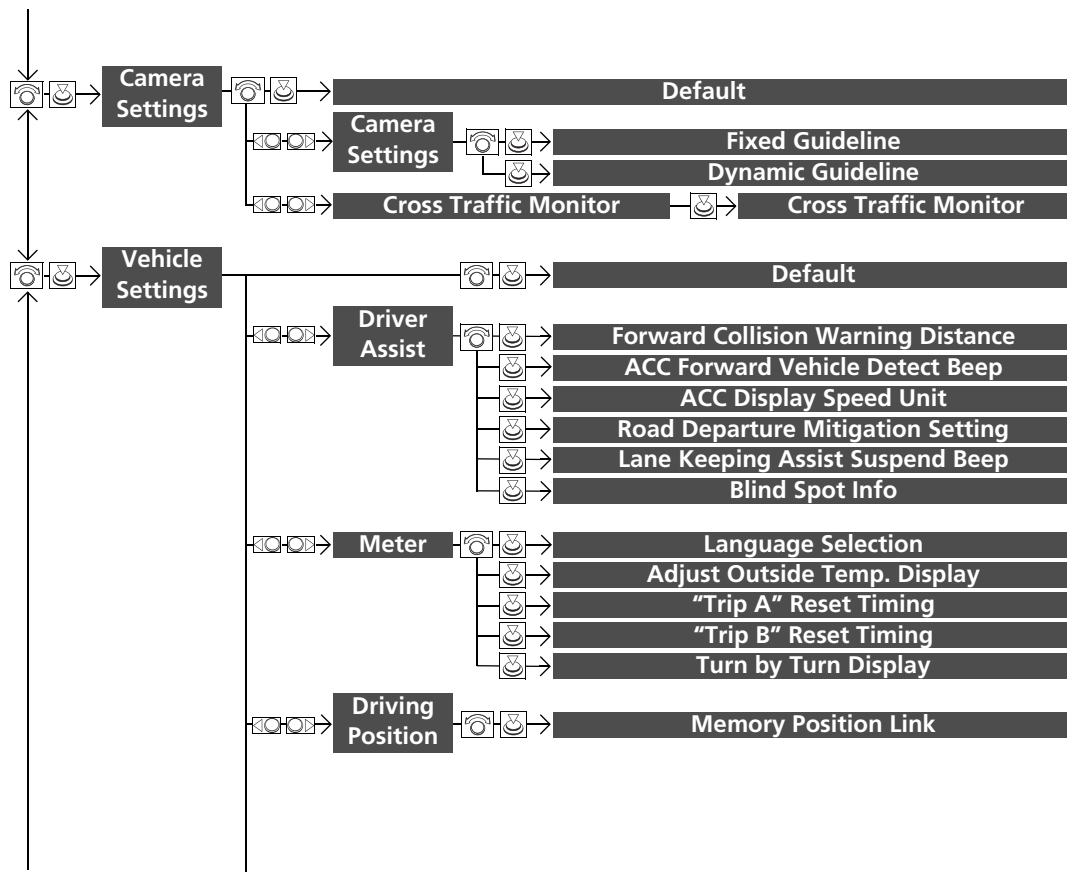 Camera
Settings
Default
Camera
Settings
Fixed Guideline
Dynamic Guideline
Cross Traffic Monitor
Cross Traffic Monitor
Vehicle
Settings
Default
Driver
Assist
Forward Collision Warning Distance
ACC Forward Vehicle Detect Beep
ACC Display Speed Unit
Road Departure Mitigation Setting
Lane Keeping Assist Suspend Beep
Blind Spot Info
Meter
Language Selection
Adjust Outside Temp. Display
“Trip A” Reset Timing
“Trip B” Reset Timing
Turn by Turn Display
Driving
Position
Memory Position Link